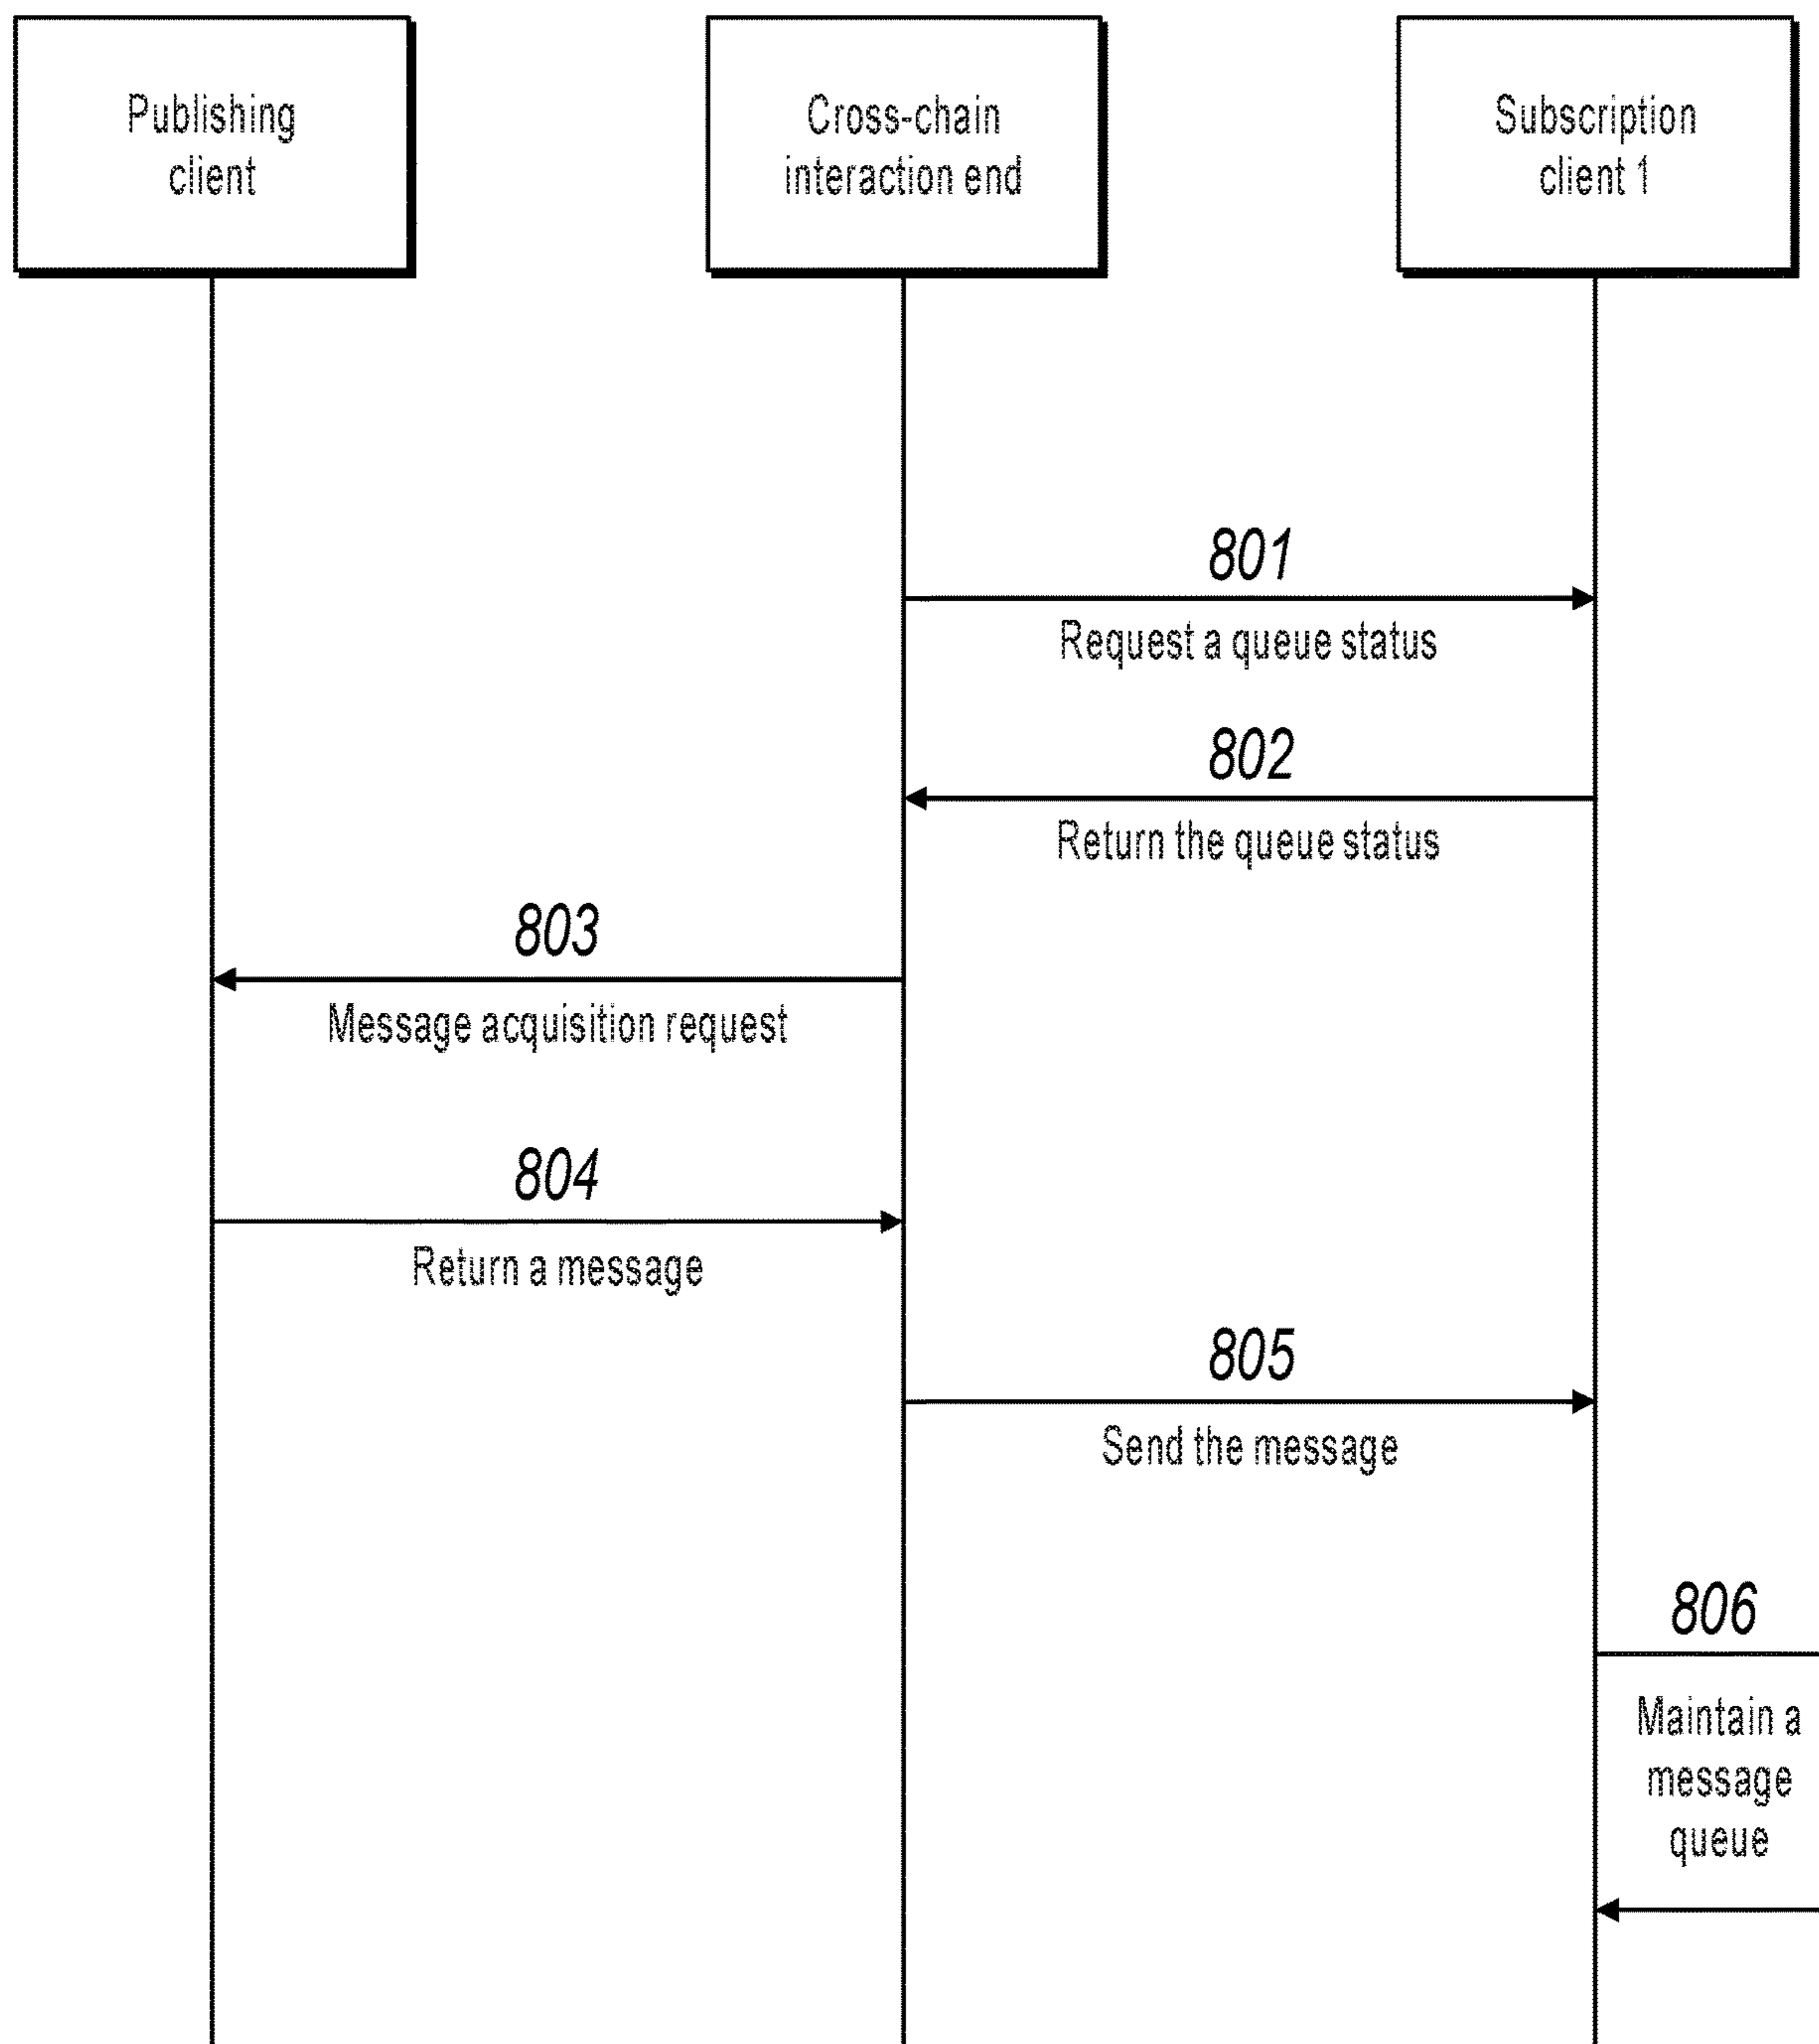 Publishing
client
Cross-chain
interaction end
Subscription
client 1
801
Request a queue status
802
Return the queue status
803
Message acquisition request
804
Return a message
805
Send the message
806
Maintain a
message
queue